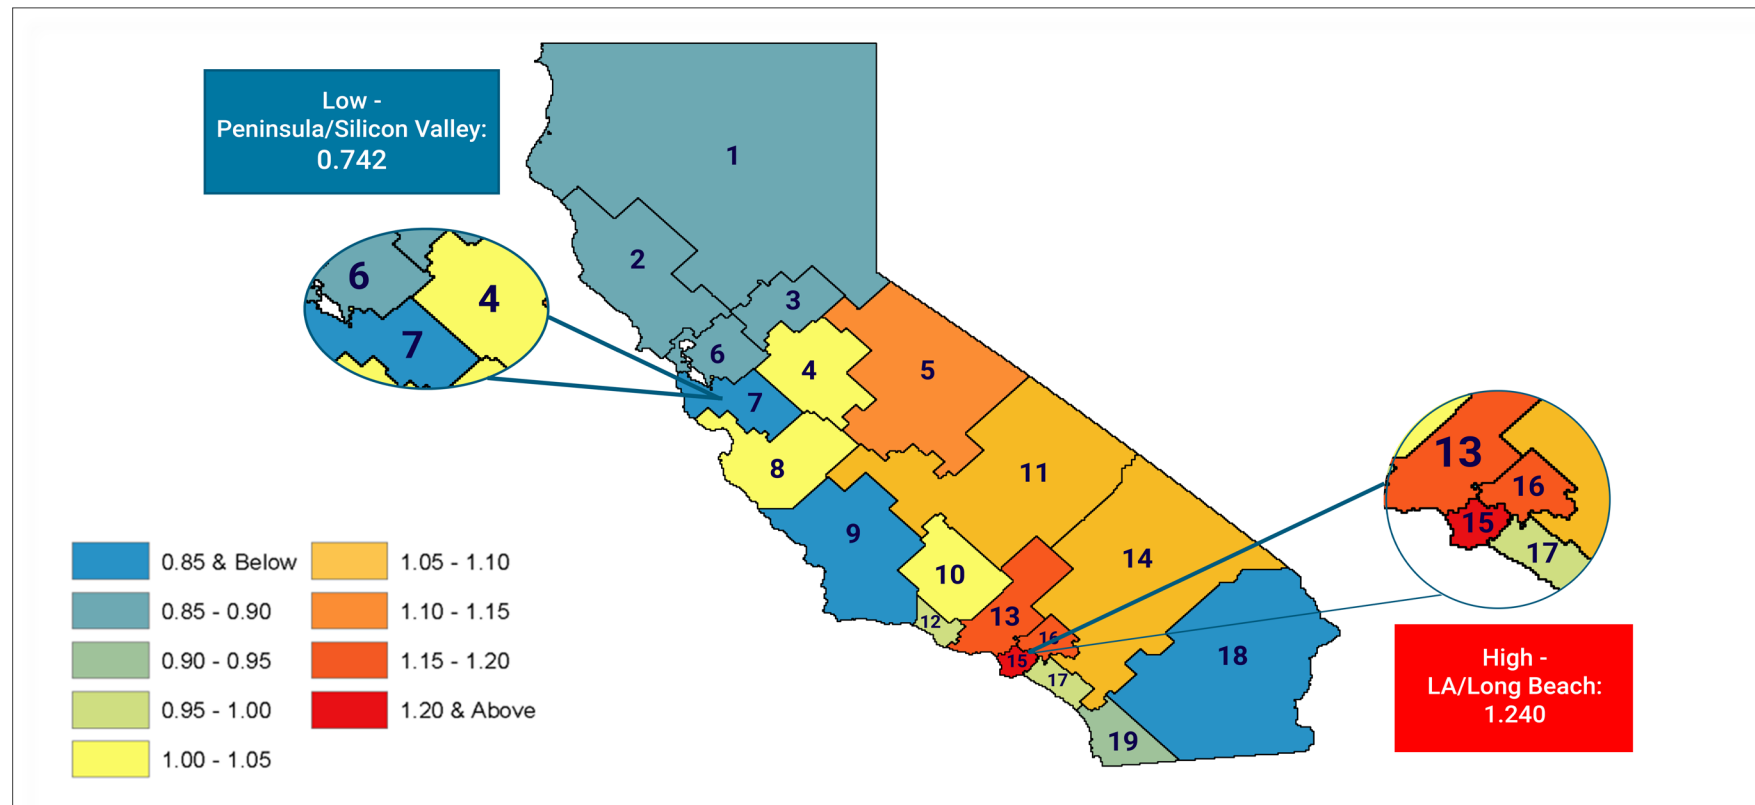 Low -
Peninsula/Silicon Valley:
0.742
1
2
3
6
4
7
6
4
5
7
8
11
9
10
14
12
13
16
15
17
18
19
13
16
15
17
High -
LA/Long Beach:
1.240
0.85 & Below
0.85 - 0.90
0.90 - 0.95
0.95 - 1.00
1.00 - 1.05
1.05 - 1.10
1.10 - 1.15
1.15 - 1.20
1.20 & Above